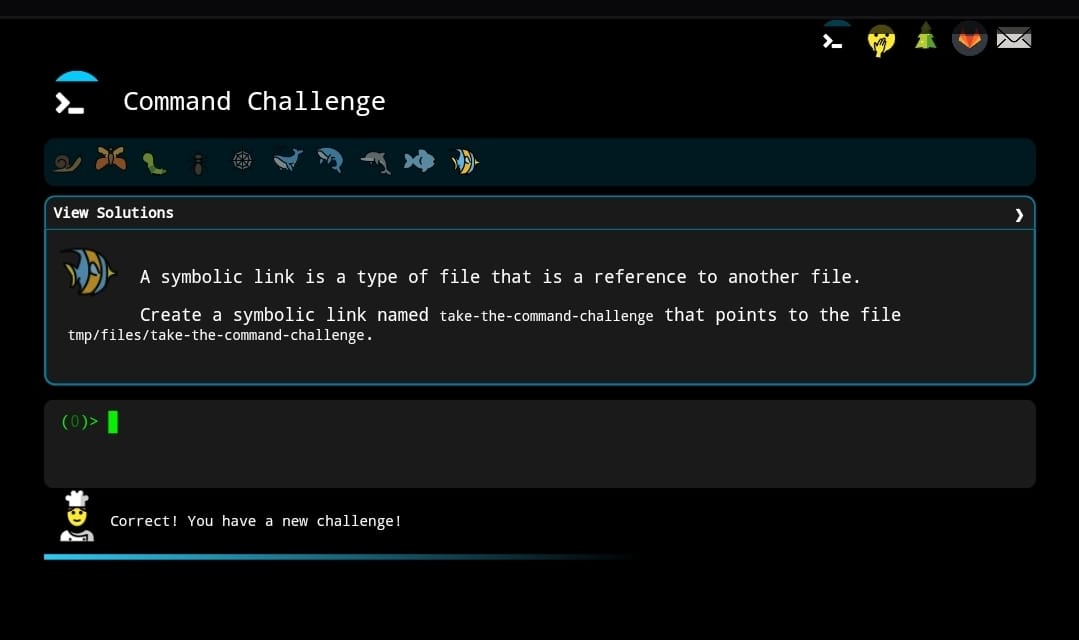 Command Challenge
View Solutions ❯
A symbolic link is a type of file that is a reference to another file.
Create a symbolic link named take-the-command-challenge that points to the file
tmp/files/take-the-command-challenge.
(0)>
Correct! You have a new challenge!